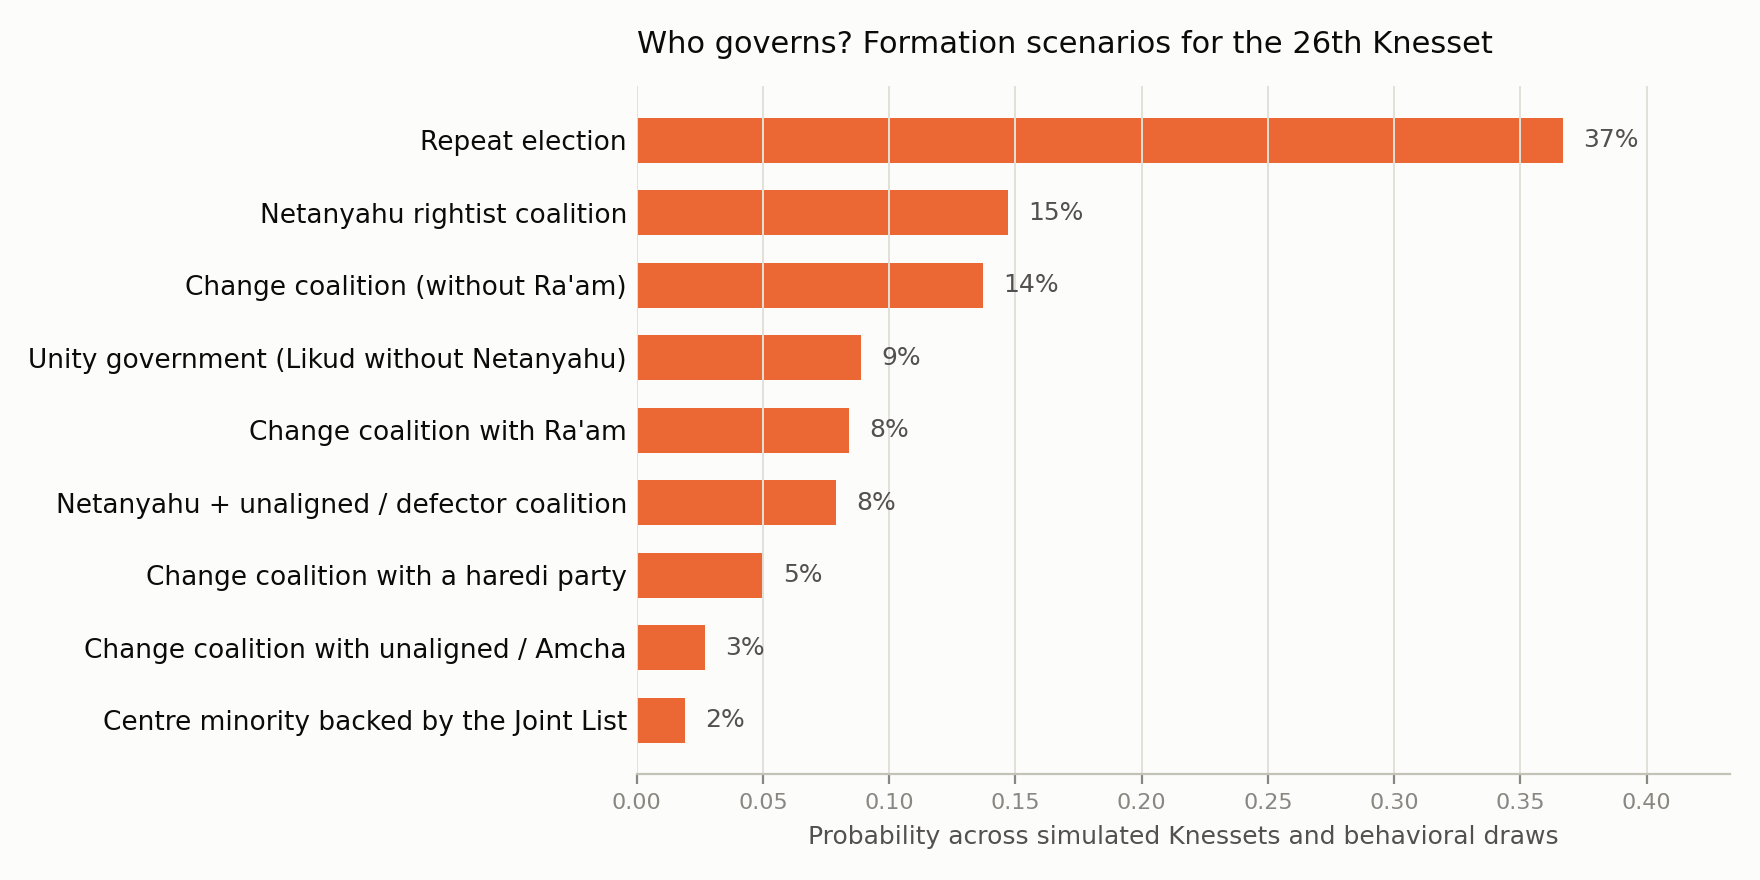 Who governs? Formation scenarios for the 26th Knesset
Repeat election 37%
Netanyahu rightist coalition 15%
Change coalition (without Ra'am) 14%
Unity government (Likud without Netanyahu) 9%
Change coalition with Ra'am 8%
Netanyahu + unaligned / defector coalition 8%
Change coalition with a haredi party 5%
Change coalition with unaligned / Amcha 3%
Centre minority backed by the Joint List 2%
0.00 0.05 0.10 0.15 0.20 0.25 0.30 0.35 0.40
Probability across simulated Knessets and behavioral draws